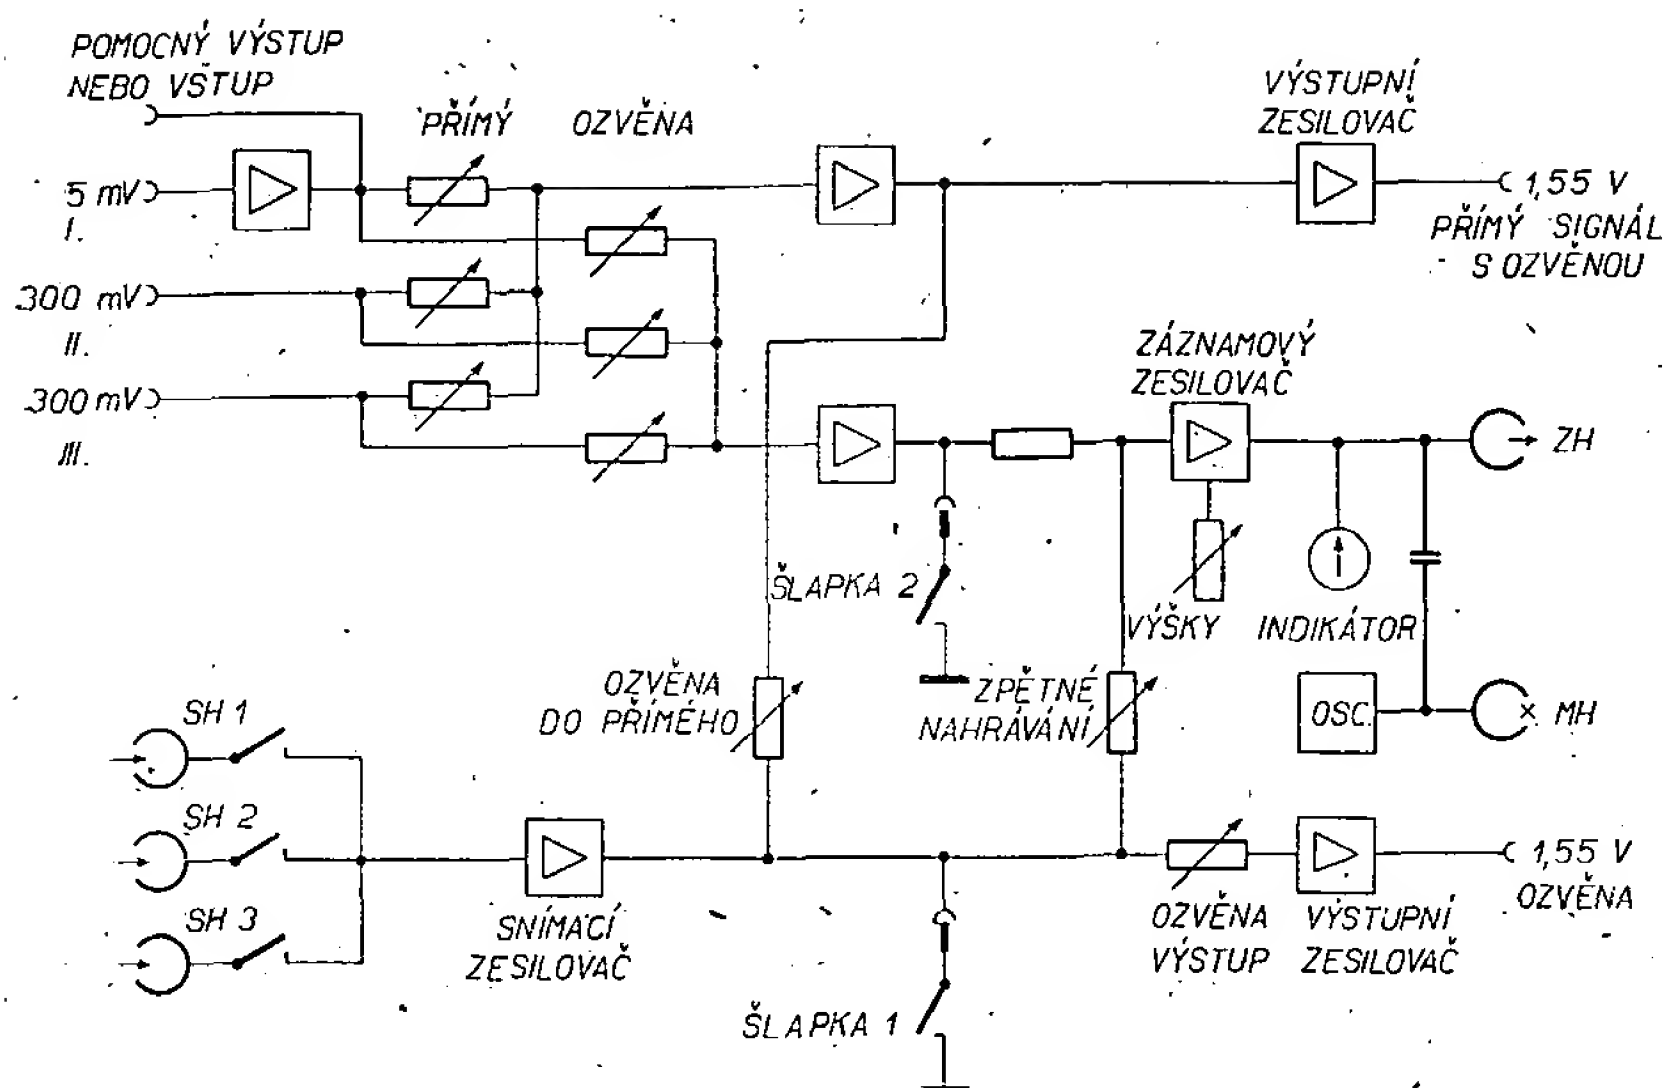 POMOCNÝ VÝSTUP
NEBO VSTUP
PŘÍMÝ
OZVĚNA
VÝSTUPNÍ
ZESILOVAČ
5 mV
I.
1,55 V
PŘÍMÝ SIGNÁL
S OZVĚNOU
300 mV
II.
300 mV
III.
ZÁZNAMOVÝ
ZESILOVAČ
ZH
ŠLAPKA 2
VÝŠKY
INDIKÁTOR
OZVĚNA
DO PŘÍMÉHO
ZPĚTNÉ
NAHRÁVÁNÍ
OSC.
MH
SH 1
SH 2
SH 3
SNÍMACÍ
ZESILOVAČ
OZVĚNA
VÝSTUP
VÝSTUPNÍ
ZESILOVAČ
1,55 V
OZVĚNA
ŠLAPKA 1